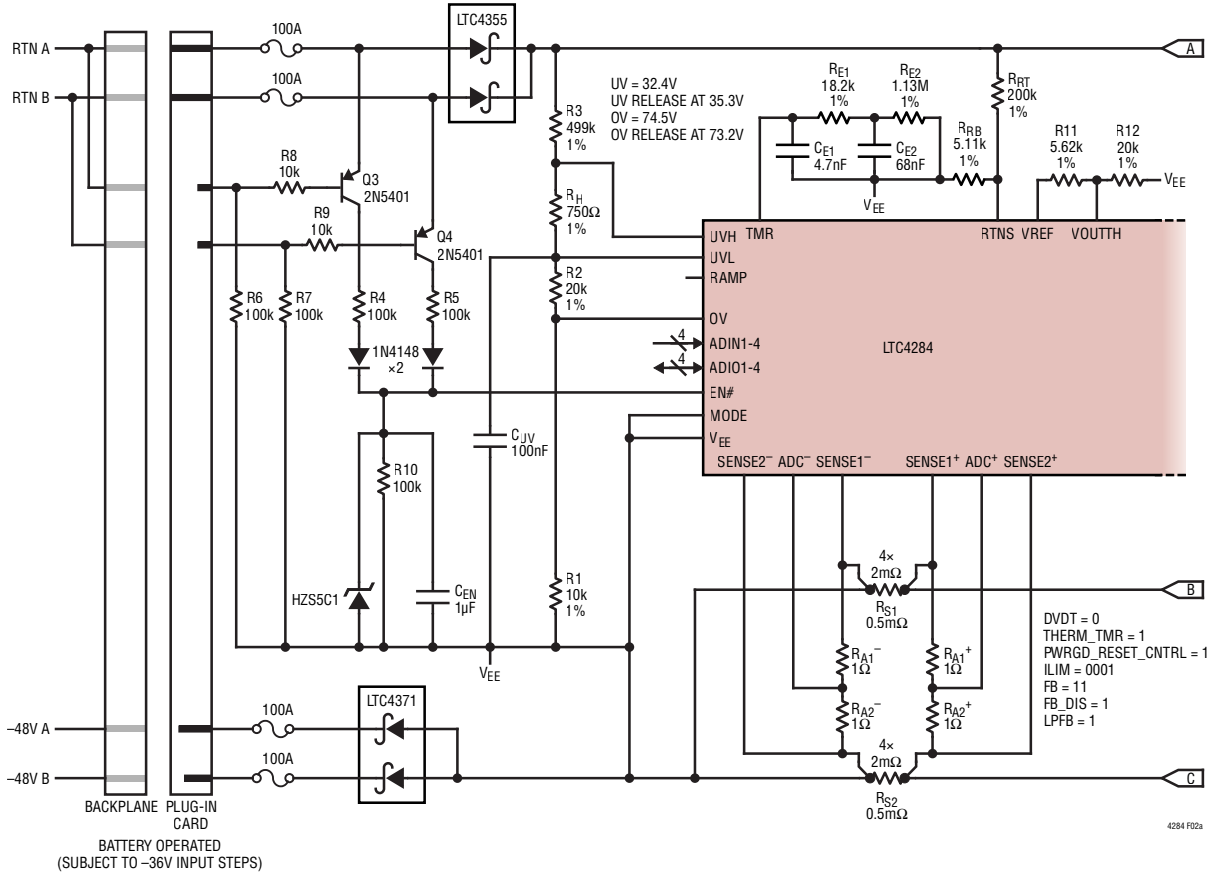 RTN A
RTN B
100A
100A
LTC4355
R8
10k
R9
10k
Q3
2N5401
Q4
2N5401
R6
100k
R7
100k
R4
100k
R5
100k
1N4148
×2
R3
499k
1%
RH
750Ω
1%
R2
20k
1%
UV = 32.4V
UV RELEASE AT 35.3V
OV = 74.5V
OV RELEASE AT 73.2V
RE1
18.2k
1%
RE2
1.13M
1%
CE1
4.7nF
CE2
68nF
VEE
RRT
200k
1%
RRB
5.11k
1%
R11
5.62k
1%
R12
20k
1%
VEE
A
UVH
TMR
RTNS
VREF
VOUTTH
UVL
RAMP
OV
4
ADIN1-4
4
ADIO1-4
EN#
MODE
VEE
LTC4284
SENSE2–
ADC–
SENSE1–
SENSE1+
ADC+
SENSE2+
CUV
100nF
R10
100k
HZS5C1
CEN
1μF
R1
10k
1%
VEE
4×
2mΩ
RS1
0.5mΩ
B
RA1–
1Ω
RA1+
1Ω
RA2–
1Ω
RA2+
1Ω
4×
2mΩ
RS2
0.5mΩ
C
DVDT = 0
THERM_TMR = 1
PWRGD_RESET_CNTRL = 1
ILIM = 0001
FB = 11
FB_DIS = 1
LPFB = 1
–48V A
–48V B
100A
100A
LTC4371
BACKPLANE
PLUG-IN
CARD
BATTERY OPERATED
(SUBJECT TO –36V INPUT STEPS)
4284 F02a